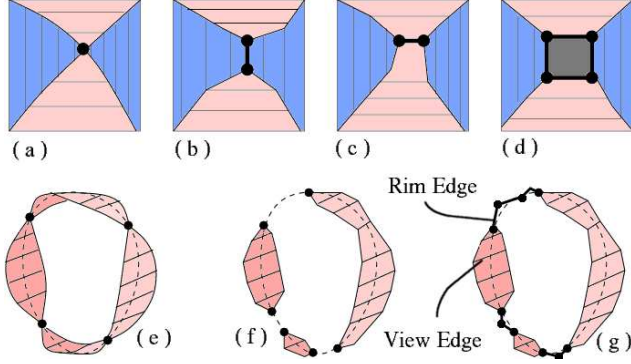 ( a ) ( b ) ( c ) ( d )
Rim Edge
View Edge
( e ) ( f ) ( g )